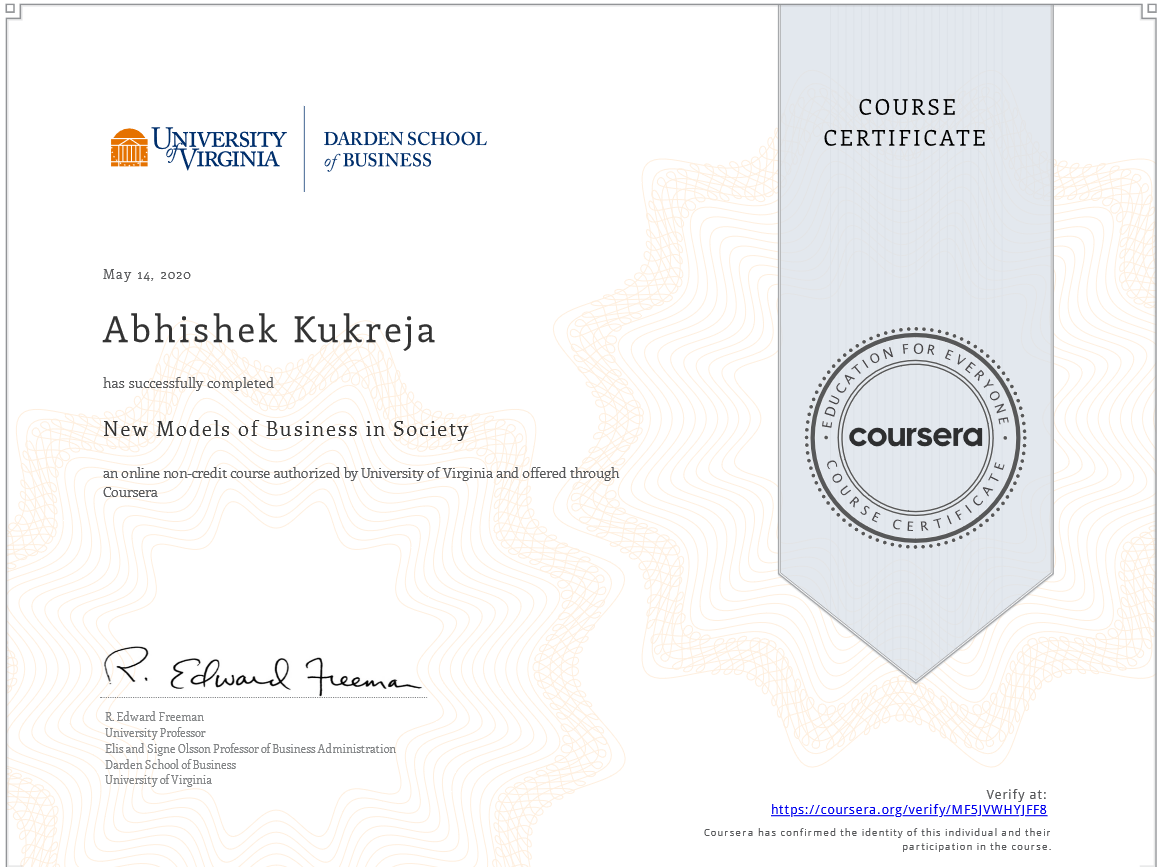 UNIVERSITY
of VIRGINIA
DARDEN SCHOOL
of BUSINESS
COURSE
CERTIFICATE
May 14, 2020
Abhishek Kukreja
has successfully completed
New Models of Business in Society
an online non-credit course authorized by University of Virginia and offered through
Coursera
EDUCATION FOR EVERYONE
coursera
COURSE CERTIFICATE
R. Edward Freeman
R. Edward Freeman
University Professor
Elis and Signe Olsson Professor of Business Administration
Darden School of Business
University of Virginia
Verify at:
https://coursera.org/verify/MF5JVWHYJFF8
Coursera has confirmed the identity of this individual and their
participation in the course.